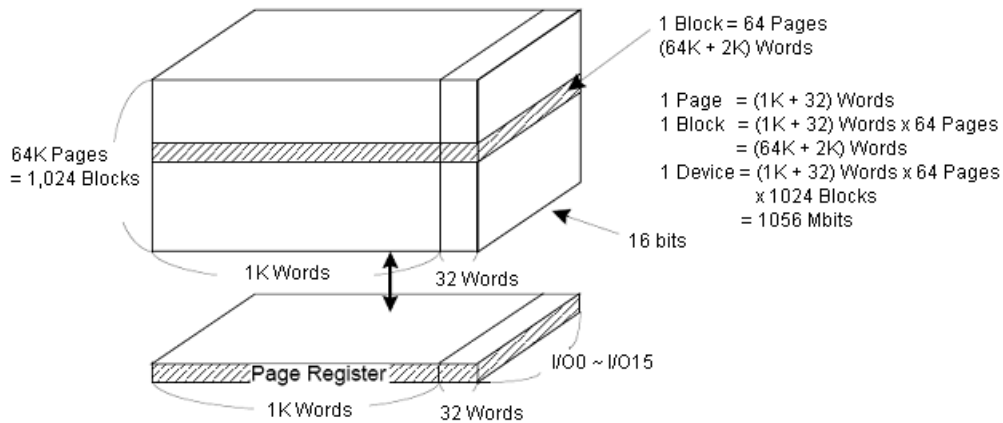 1 Block = 64 Pages
(64K + 2K) Words
1 Page = (1K + 32) Words
1 Block = (1K + 32) Words x 64 Pages
= (64K + 2K) Words
1 Device = (1K + 32) Words x 64 Pages
x 1024 Blocks
= 1056 Mbits
64K Pages
= 1,024 Blocks
16 bits
1K Words
32 Words
I/O0 ~ I/O15
Page Register
1K Words
32 Words